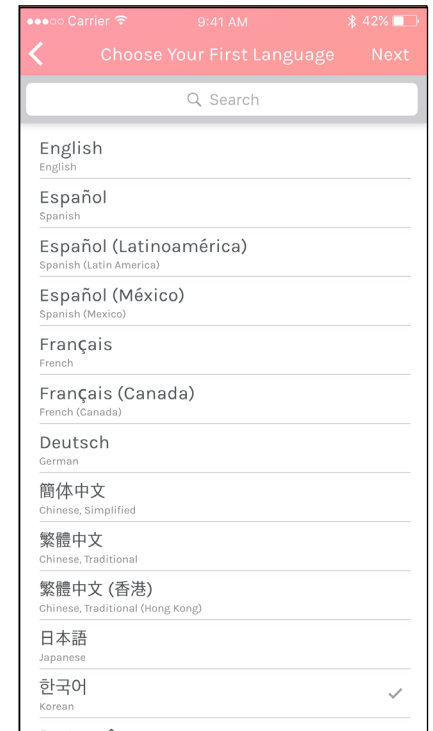 Carrier 9:41 AM 42%
Choose Your First Language Next
Search
English
English
Español
Spanish
Español (Latinoamérica)
Spanish (Latin America)
Español (México)
Spanish (Mexico)
Français
French
Français (Canada)
French (Canada)
Deutsch
German
簡体中文
Chinese, Simplified
繁體中文
Chinese, Traditional
繁體中文 (香港)
Chinese, Traditional (Hong Kong)
日本語
Japanese
한국어
Korean